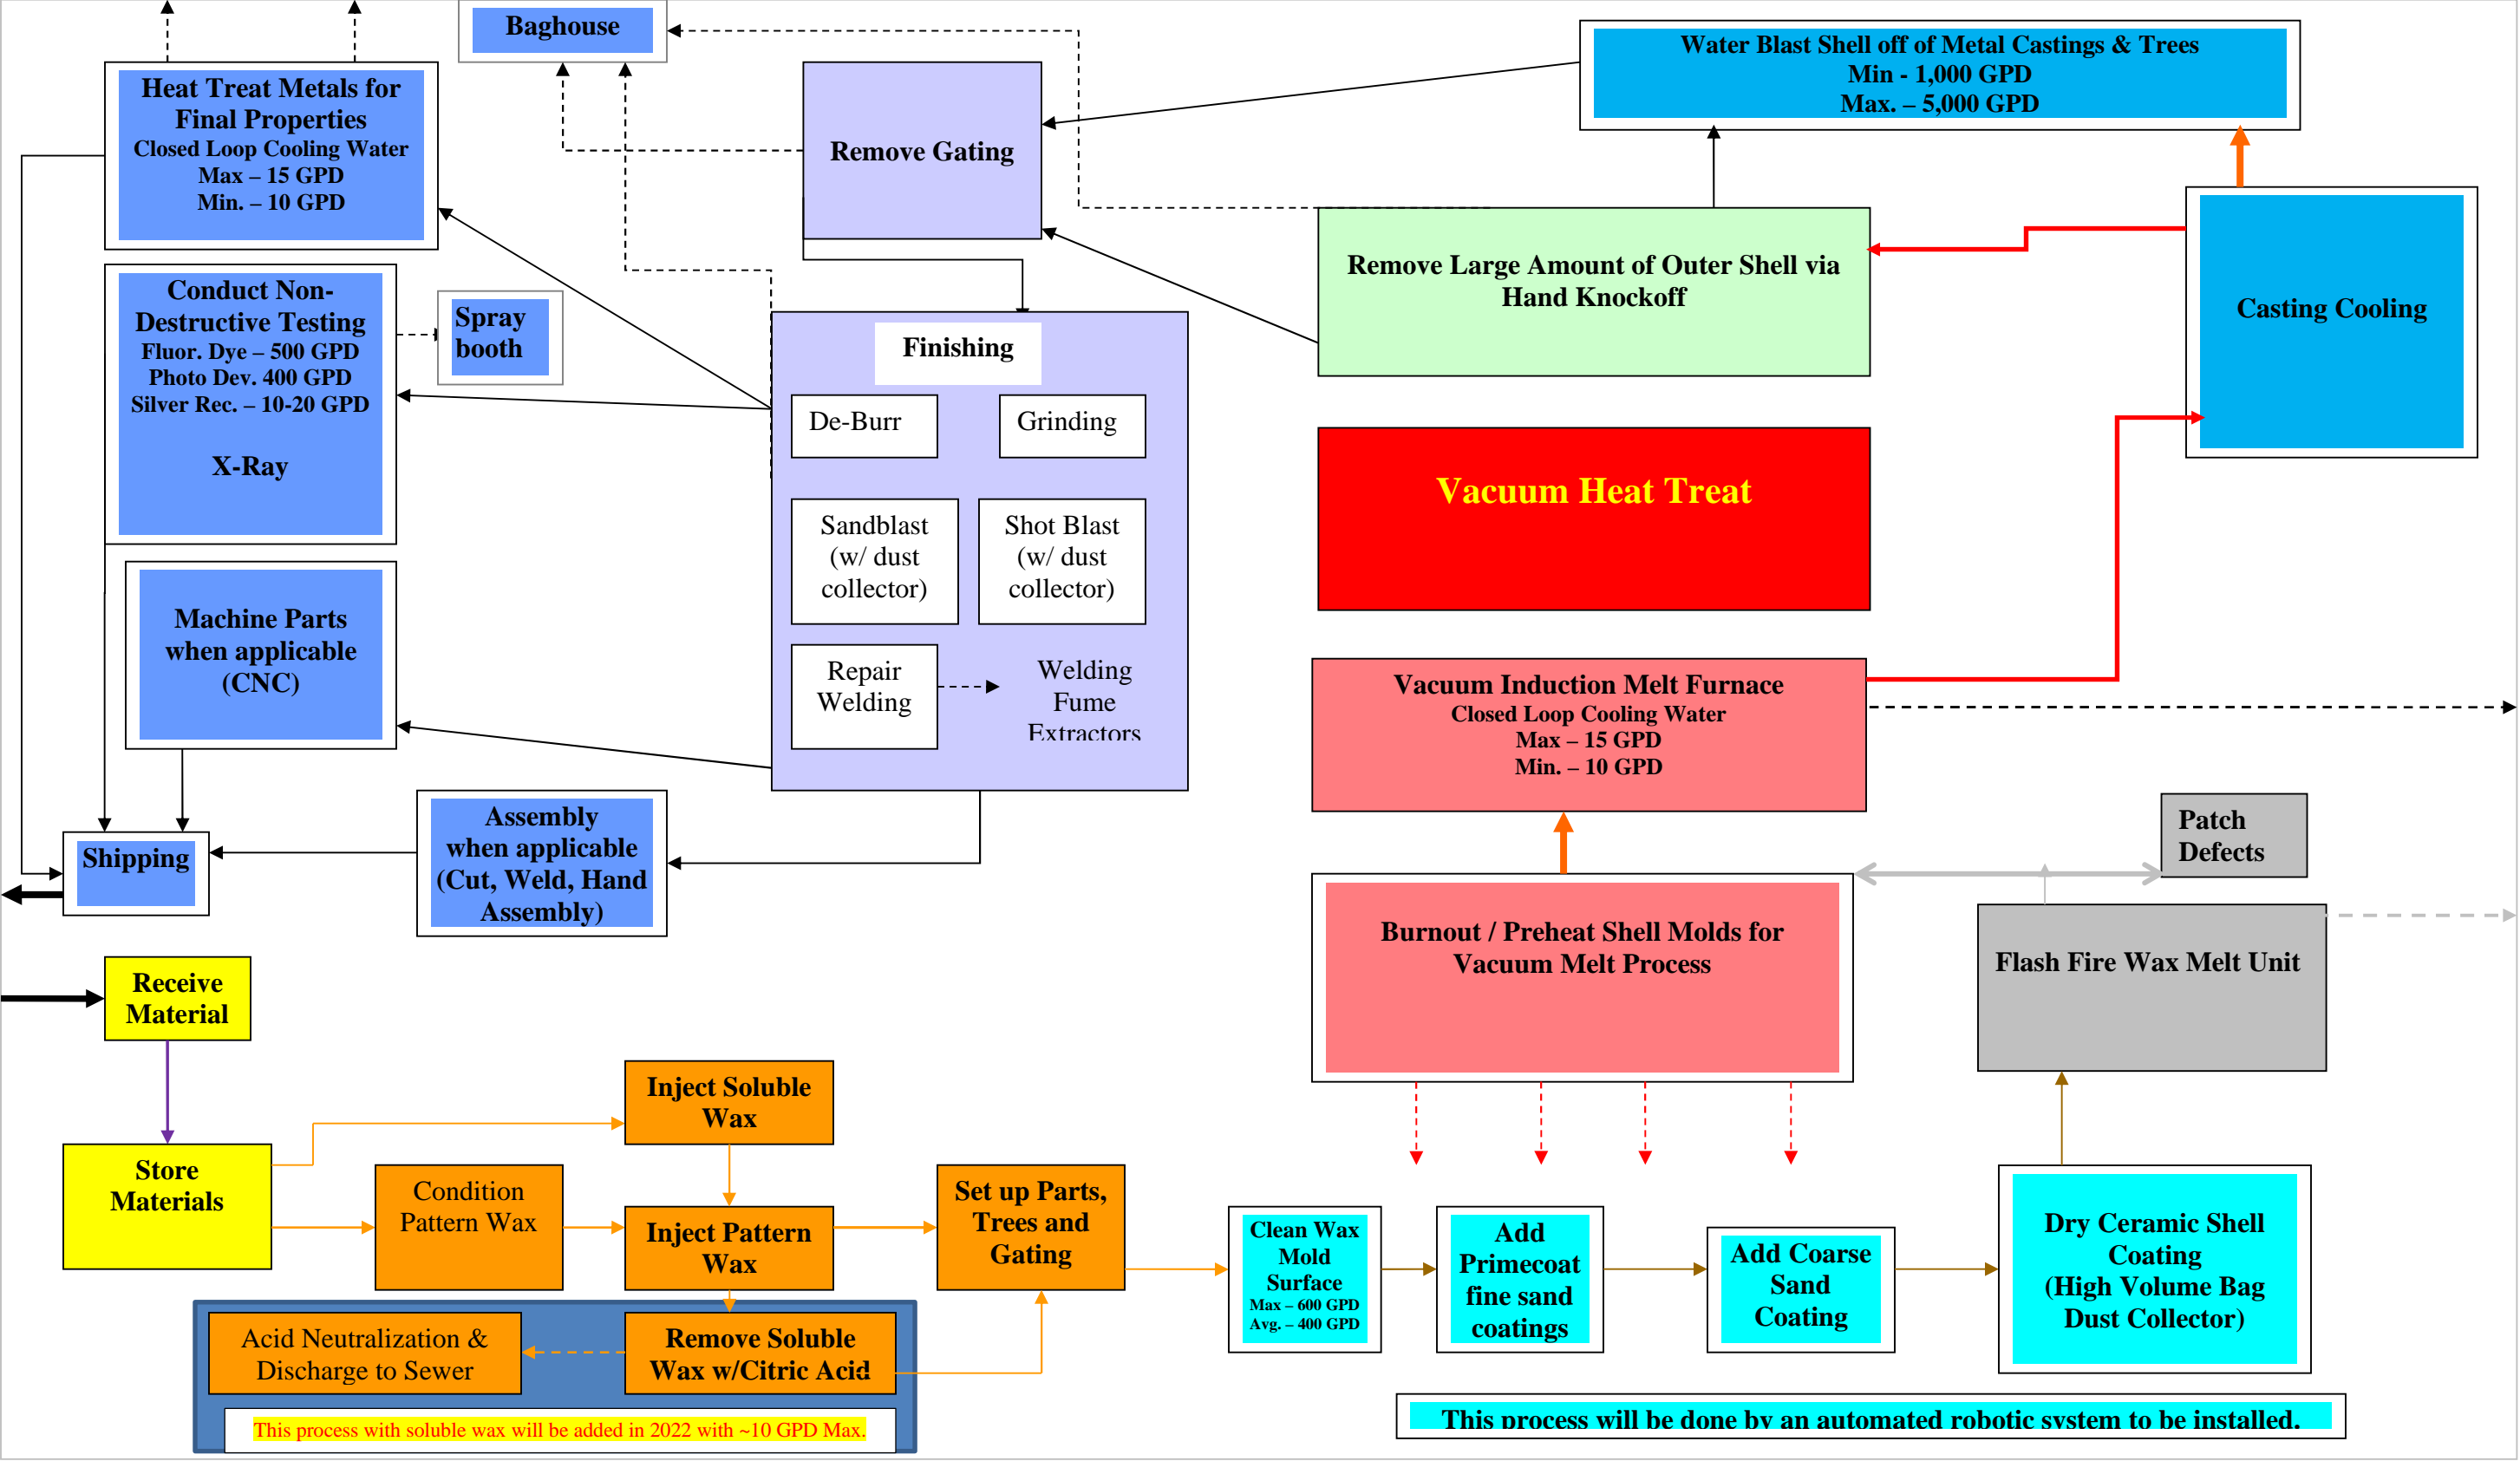 Baghouse
Water Blast Shell off of Metal Castings & Trees
Min - 1,000 GPD
Max. – 5,000 GPD
Heat Treat Metals for
Final Properties
Closed Loop Cooling Water
Max – 15 GPD
Min. – 10 GPD
Remove Gating
Remove Large Amount of Outer Shell via
Hand Knockoff
Casting Cooling
Conduct Non-
Destructive Testing
Fluor. Dye – 500 GPD
Photo Dev. 400 GPD
Silver Rec. – 10-20 GPD
X-Ray
Spray
booth
Finishing
De-Burr
Grinding
Sandblast
(w/ dust
collector)
Shot Blast
(w/ dust
collector)
Repair
Welding
Welding
Fume
Extractors
Vacuum Heat Treat
Machine Parts
when applicable
(CNC)
Vacuum Induction Melt Furnace
Closed Loop Cooling Water
Max – 15 GPD
Min. – 10 GPD
Patch
Defects
Shipping
Assembly
when applicable
(Cut, Weld, Hand
Assembly)
Burnout / Preheat Shell Molds for
Vacuum Melt Process
Flash Fire Wax Melt Unit
Receive
Material
Store
Materials
Inject Soluble
Wax
Condition
Pattern Wax
Inject Pattern
Wax
Set up Parts,
Trees and
Gating
Clean Wax
Mold
Surface
Max – 600 GPD
Avg. – 400 GPD
Add
Primecoat
fine sand
coatings
Add Coarse
Sand
Coating
Dry Ceramic Shell
Coating
(High Volume Bag
Dust Collector)
Acid Neutralization &
Discharge to Sewer
Remove Soluble
Wax w/Citric Acid
This process with soluble wax will be added in 2022 with ~10 GPD Max.
This process will be done by an automated robotic system to be installed.